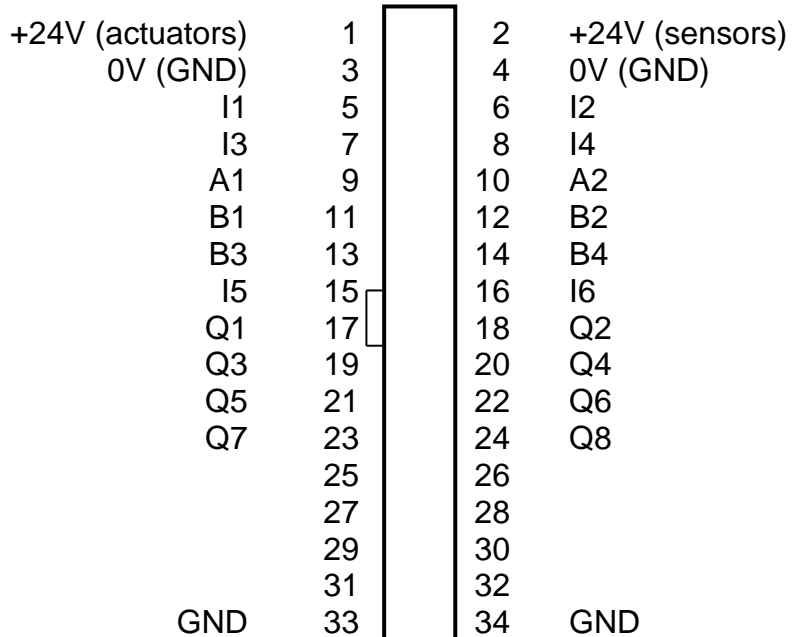 +24V (actuators) 1 2 +24V (sensors)
0V (GND) 3 4 0V (GND)
I1 5 6 I2
I3 7 8 I4
A1 9 10 A2
B1 11 12 B2
B3 13 14 B4
I5 15 16 I6
Q1 17 18 Q2
Q3 19 20 Q4
Q5 21 22 Q6
Q7 23 24 Q8
25 26
27 28
29 30
31 32
GND 33 34 GND